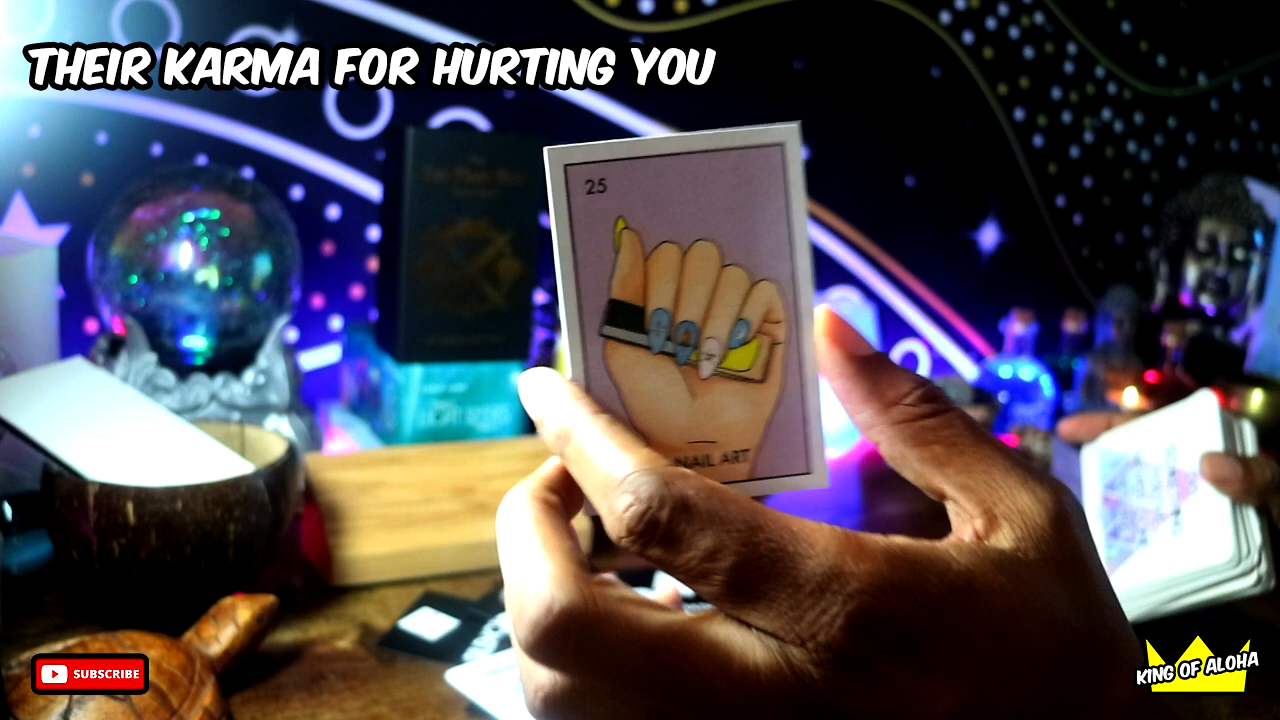 THEIR KARMA FOR HURTING YOU
25
NAIL ART
SUBSCRIBE
KING OF ALOHA